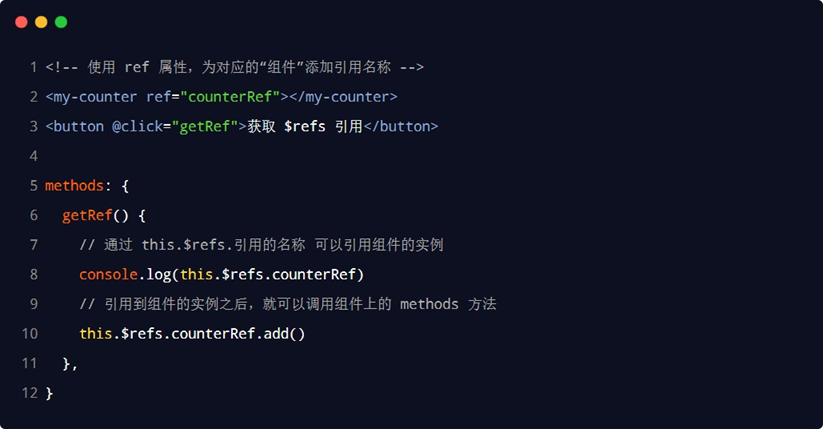 1 <!-- 使用 ref 属性，为对应的“组件”添加引用名称 -->
2 <my-counter ref="counterRef"></my-counter>
3 <button @click="getRef">获取 $refs 引用</button>
4
5 methods: {
6   getRef() {
7     // 通过 this.$refs.引用的名称 可以引用组件的实例
8     console.log(this.$refs.counterRef)
9     // 引用到组件的实例之后，就可以调用组件上的 methods 方法
10     this.$refs.counterRef.add()
11   },
12 }